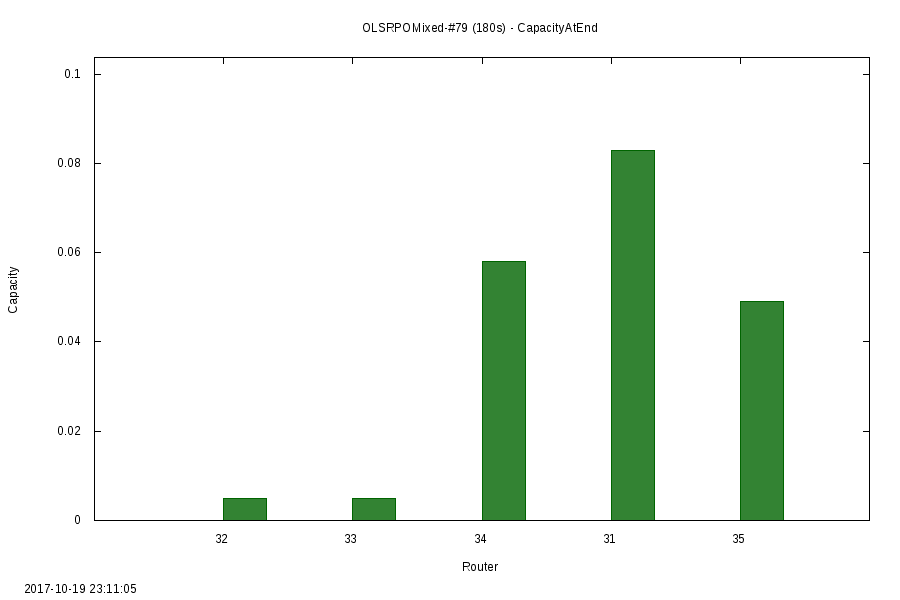 OLSRPOMixed-#79 (180s) - CapacityAtEnd
0.1
0.08
0.06
0.04
0.02
0
Capacity
32 33 34 31 35
Router
2017-10-19 23:11:05